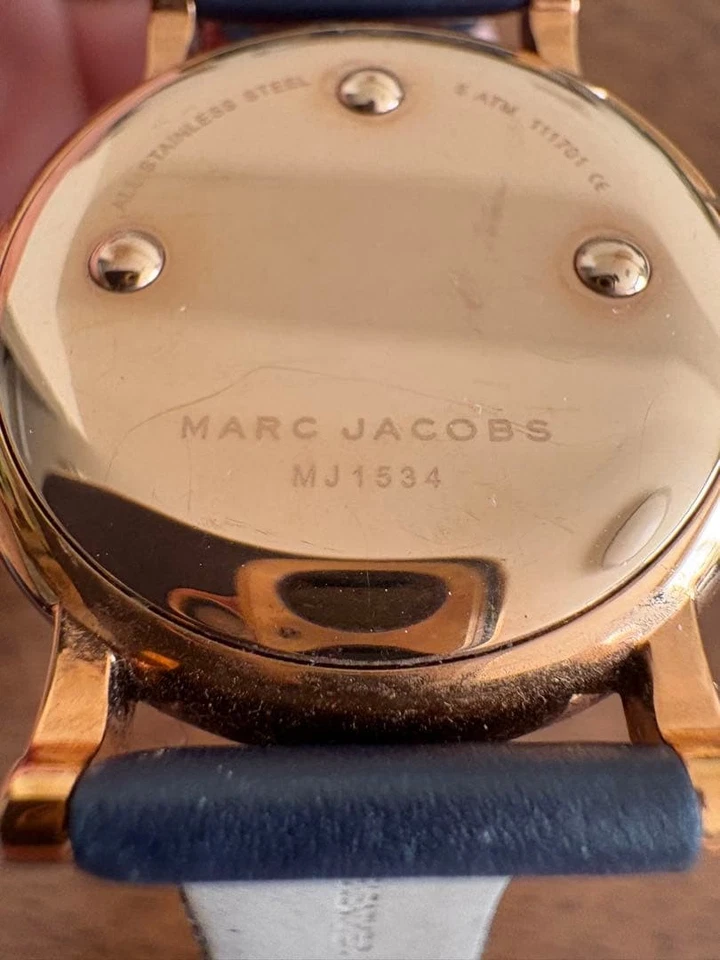 ALL STAINLESS STEEL
5 ATM 111701 CE
MARC JACOBS
MJ1534